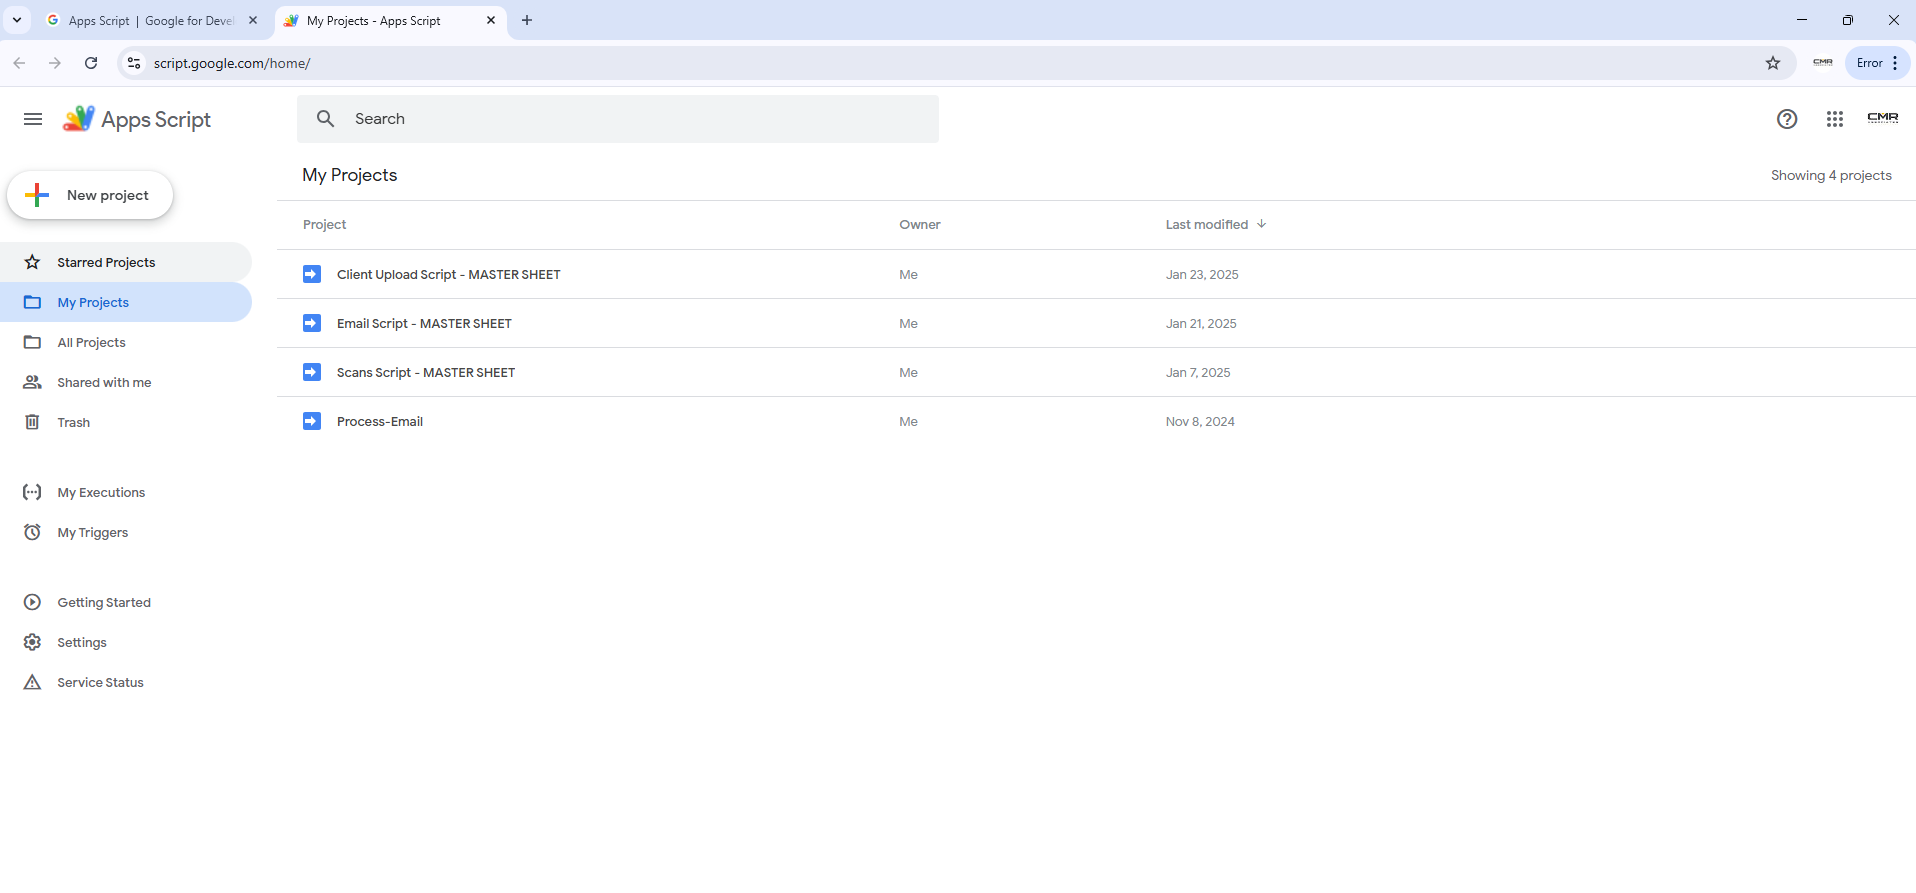 Apps Script | Google for Devel
My Projects - Apps Script
script.google.com/home/
CMR
Error
Apps Script
Search
CMR
New project
My Projects
Showing 4 projects
Project Owner Last modified
Starred Projects
My Projects
All Projects
Shared with me
Trash
My Executions
My Triggers
Getting Started
Settings
Service Status
Client Upload Script - MASTER SHEET Me Jan 23, 2025
Email Script - MASTER SHEET Me Jan 21, 2025
Scans Script - MASTER SHEET Me Jan 7, 2025
Process-Email Me Nov 8, 2024